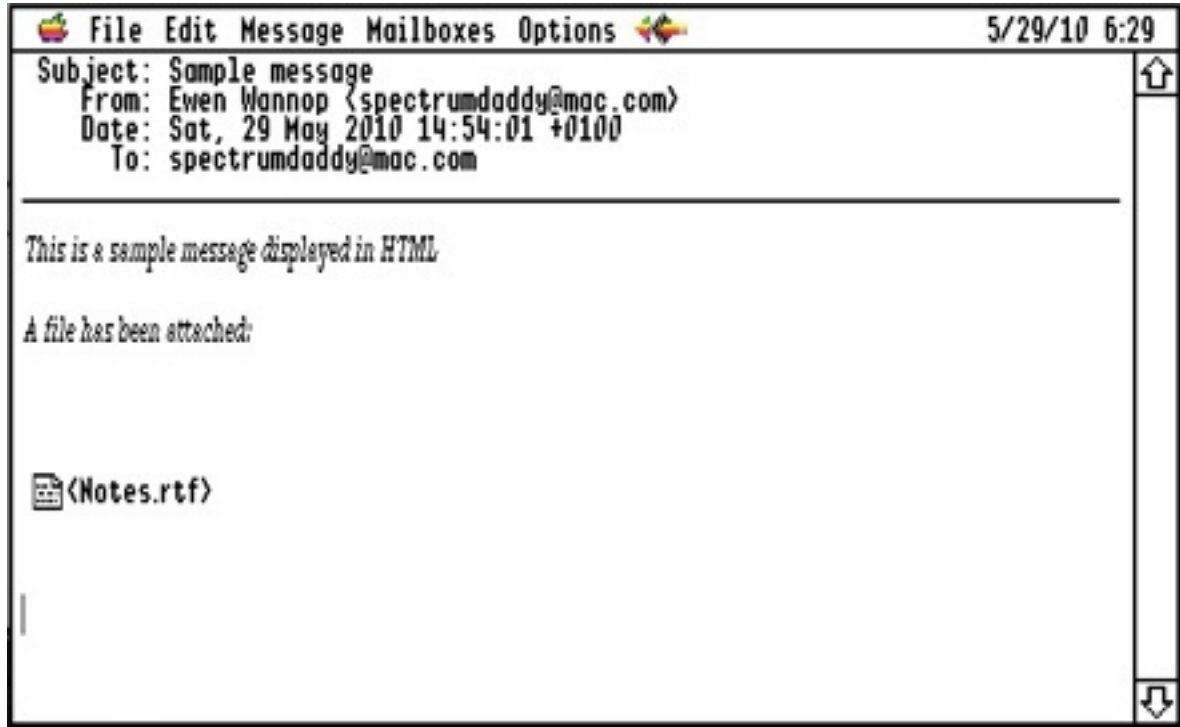 File Edit Message Mailboxes Options 5/29/10 6:29
Subject: Sample message
From: Ewen Wannop <spectrumdaddy@mac.com>
Date: Sat, 29 May 2010 14:54:01 +0100
To: spectrumdaddy@mac.com
This is a sample message displayed in HTML
A file has been attached:
<Notes.rtf>